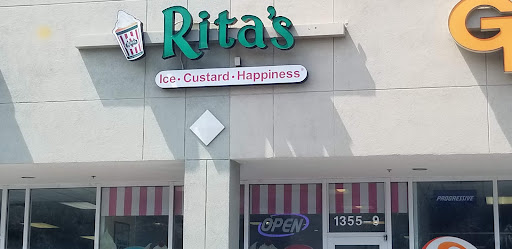 Rita's
Ice • Custard • Happiness
OPEN
1355-9
PROGRESSIVE